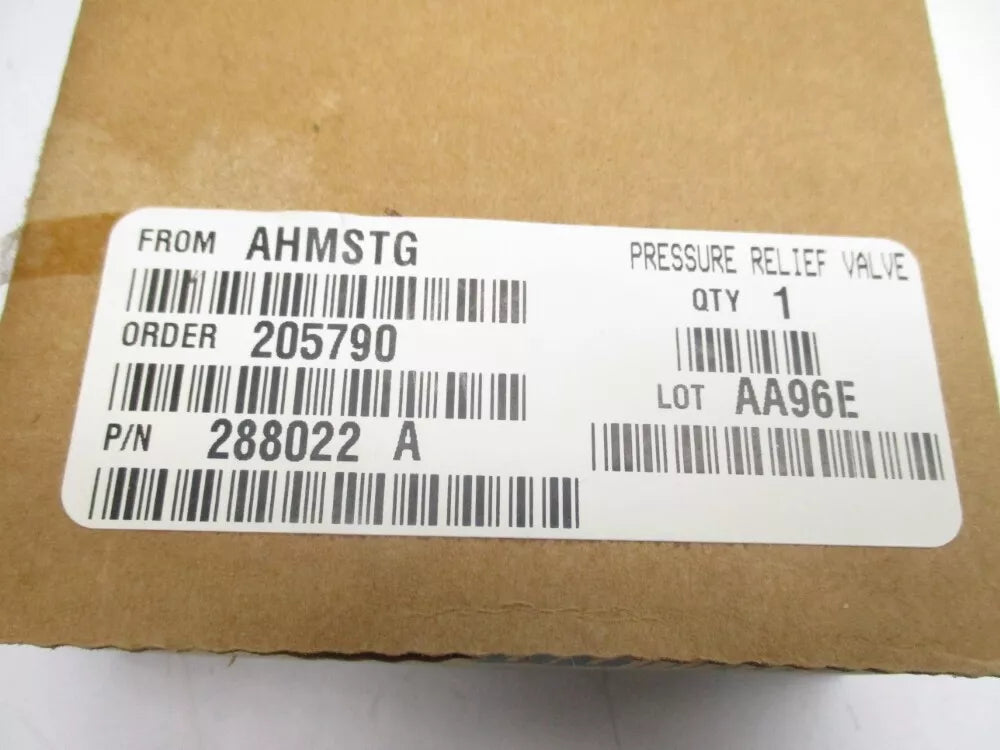 FROM AHMSTG
ORDER 205790
P/N 288022 A
PRESSURE RELIEF VALVE
QTY 1
LOT AA96E